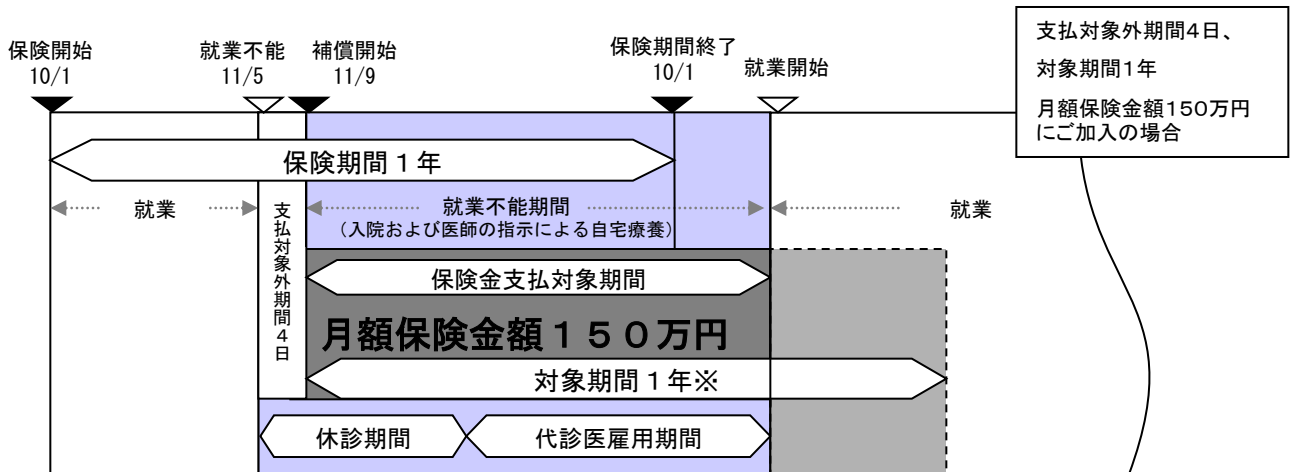 保険開始
10/1
就業不能
11/5
補償開始
11/9
保険期間終了
10/1
就業開始
支払対象外期間4日、
対象期間1年
月額保険金額150万円
にご加入の場合
保険期間1年
就業
支払対象外期間4日
就業不能期間
(入院および医師の指示による自宅療養)
就業
保険金支払対象期間
月額保険金額150万円
対象期間1年※
休診期間
代診医雇用期間